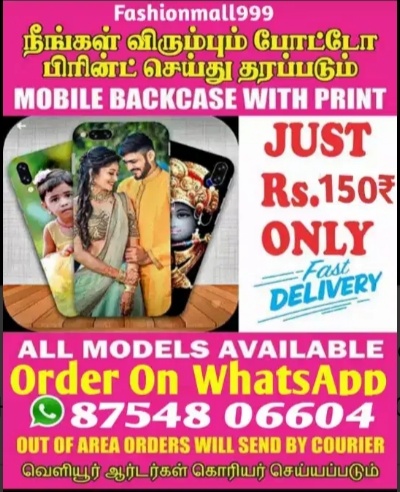 Fashionmall999
நீங்கள் விரும்பும் போட்டோ
பிரின்ட் செய்து தரப்படும்
MOBILE BACKCASE WITH PRINT
JUST
Rs.150₹
ONLY
Fast
DELIVERY
ALL MODELS AVAILABLE
Order On WhatsApp
87548 06604
OUT OF AREA ORDERS WILL SEND BY COURIER
வெளியூர் ஆர்டர்கள் கொரியர் செய்யப்படும்